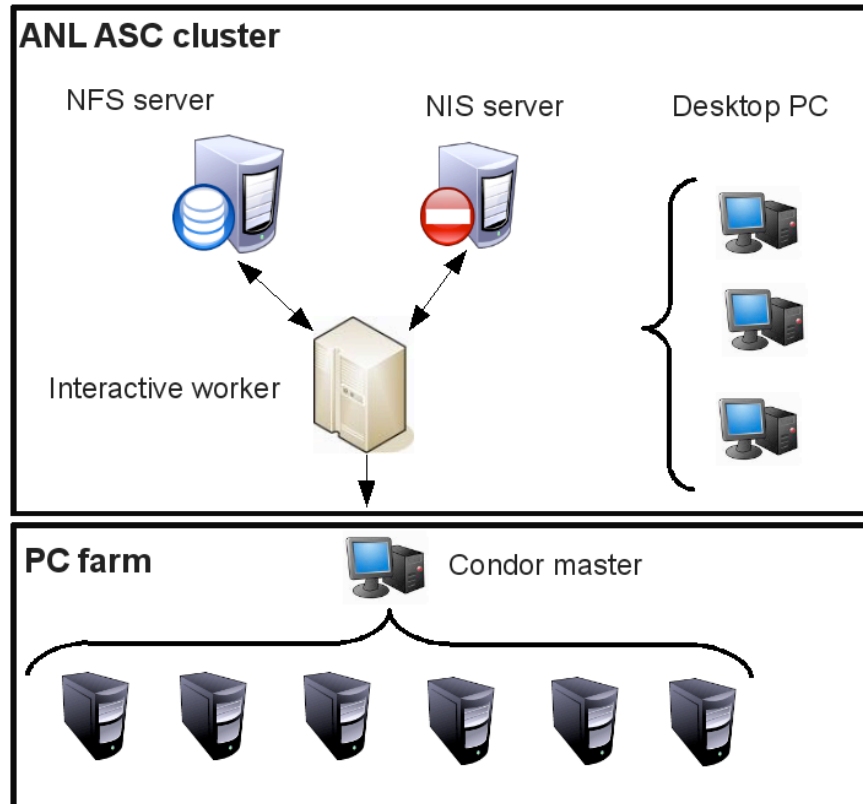 ANL ASC cluster
NFS server
NIS server
Desktop PC
Interactive worker
PC farm
Condor master